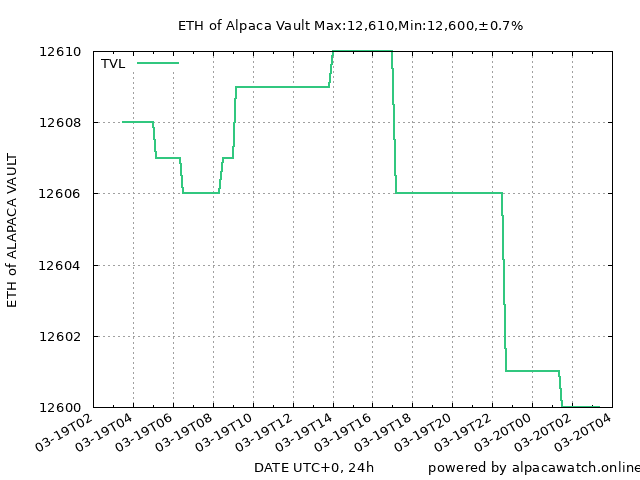 ETH of Alpaca Vault Max:12,610,Min:12,600,±0.7%
12610
TVL
12608
12606
12604
12602
12600
ETH of ALAPACA VAULT
03-19T02
03-19T04
03-19T06
03-19T08
03-19T10
03-19T12
03-19T14
03-19T16
03-19T18
03-19T20
03-19T22
03-20T00
03-20T02
03-20T04
DATE UTC+0, 24h
powered by alpacawatch.online